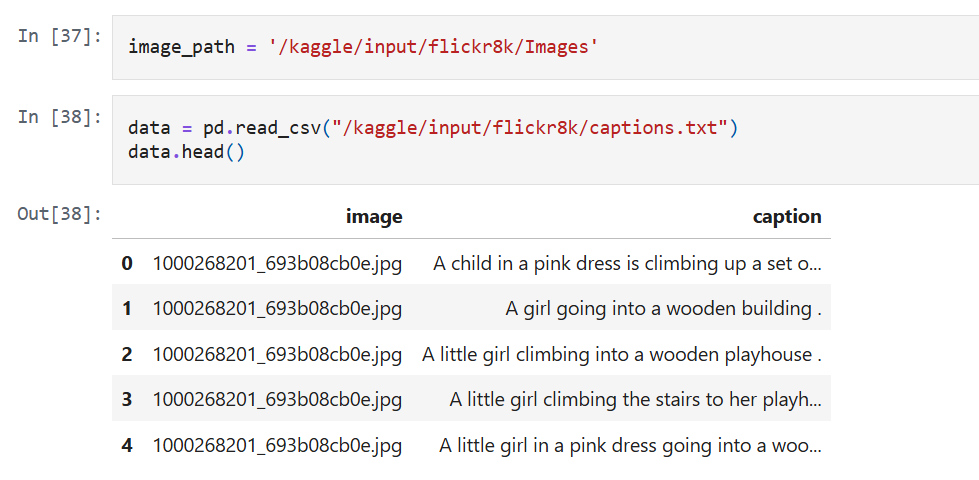 In [37]: image_path = '/kaggle/input/flickr8k/Images'
In [38]: data = pd.read_csv("/kaggle/input/flickr8k/captions.txt")
data.head()
Out[38]: image caption
0 1000268201_693b08cb0e.jpg A child in a pink dress is climbing up a set o...
1 1000268201_693b08cb0e.jpg A girl going into a wooden building .
2 1000268201_693b08cb0e.jpg A little girl climbing into a wooden playhouse .
3 1000268201_693b08cb0e.jpg A little girl climbing the stairs to her playh...
4 1000268201_693b08cb0e.jpg A little girl in a pink dress going into a woo...